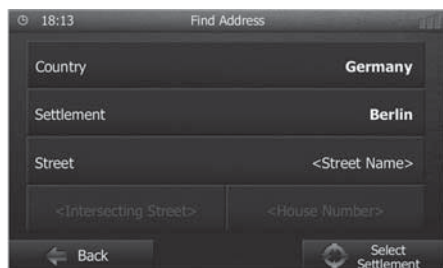 18:13 Find Address
Country Germany
Settlement Berlin
Street <Street Name>
<Intersecting Street> <House Number>
Back Select
Settlement